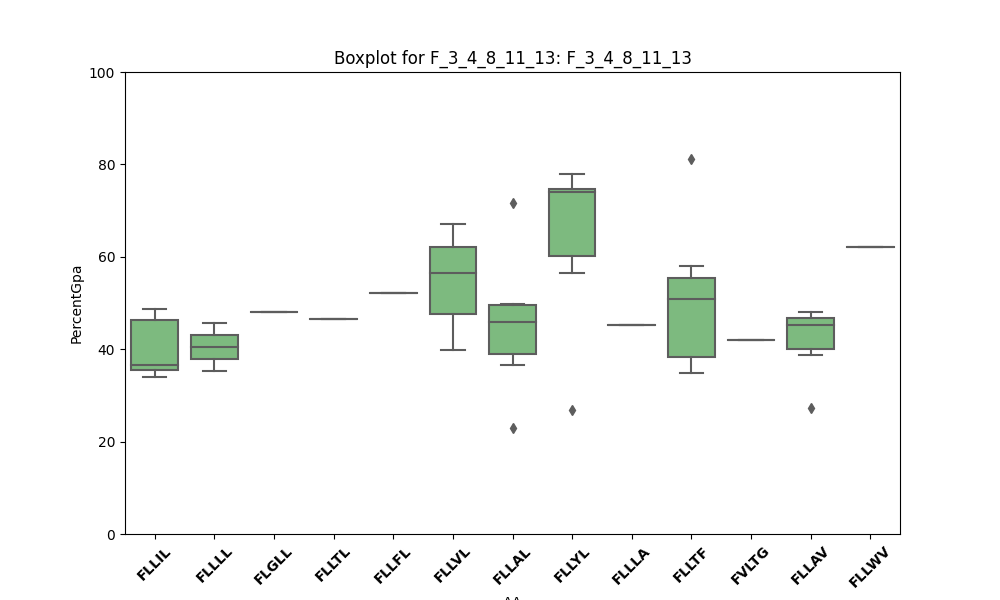 Boxplot for F_3_4_8_11_13: F_3_4_8_11_13
100
80
60
40
20
0
PercentGpa
FLLIL FLLLL FLGLL FLLTL FLLFL FLLVL FLLAL FLLYL FLLLA FLLTF FVLTG FLLAV FLLWV